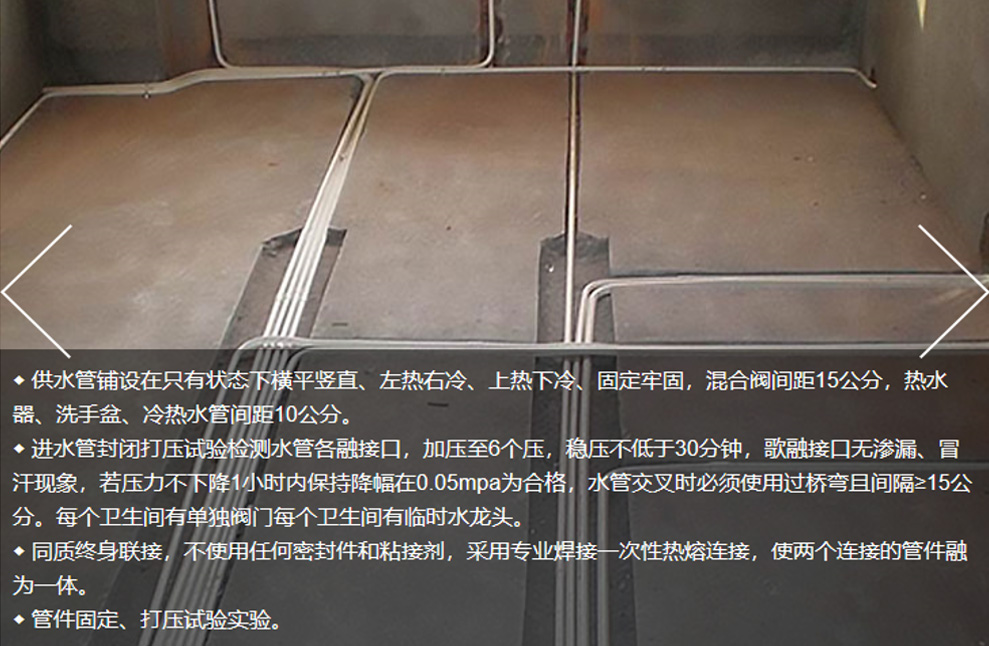 ◆ 供水管铺设在只有状态下横平竖直、左热右冷、上热下冷、固定牢固，混合阀间距15公分，热水
器、洗手盆、冷热水管间距10公分。
◆ 进水管封闭打压试验检测水管各融接口，加压至6个压，稳压不低于30分钟，歌融接口无渗漏、冒
汗现象，若压力不下降1小时内保持降幅在0.05mpa为合格，水管交叉时必须使用过桥弯且间隔≥15公
分。每个卫生间有单独阀门每个卫生间有临时水龙头。
◆ 同质终身联接，不使用任何密封件和粘接剂，采用专业焊接一次性热熔连接，使两个连接的管件融
为一体。
◆ 管件固定、打压试验实验。